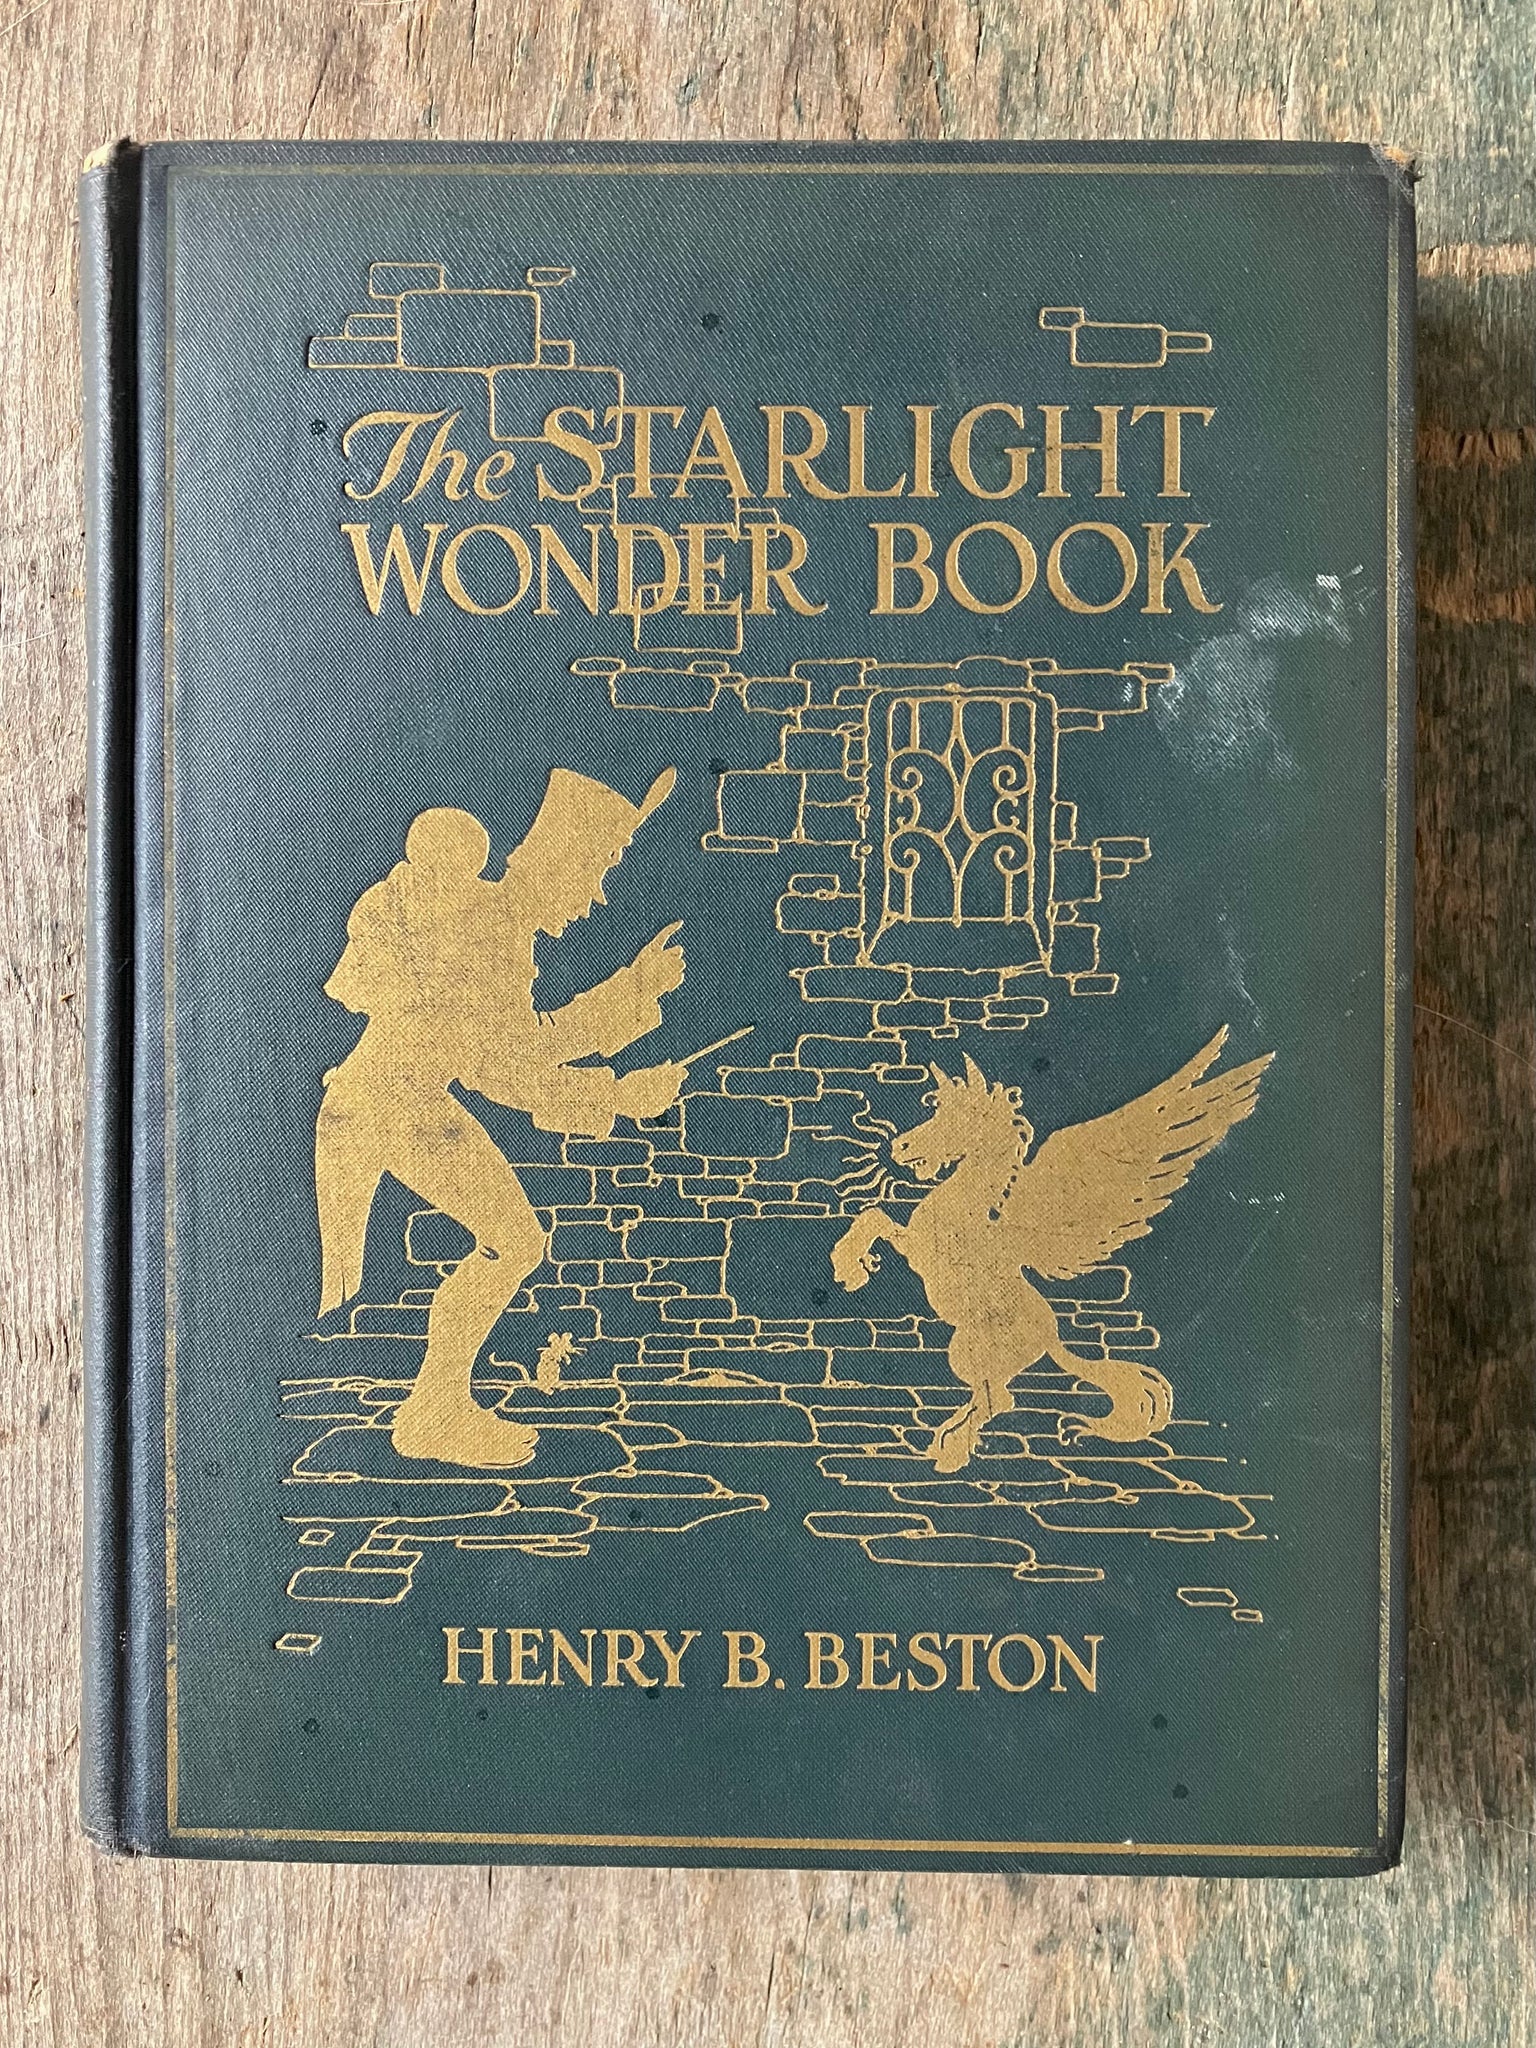 The STARLIGHT
WONDER BOOK
HENRY B. BESTON